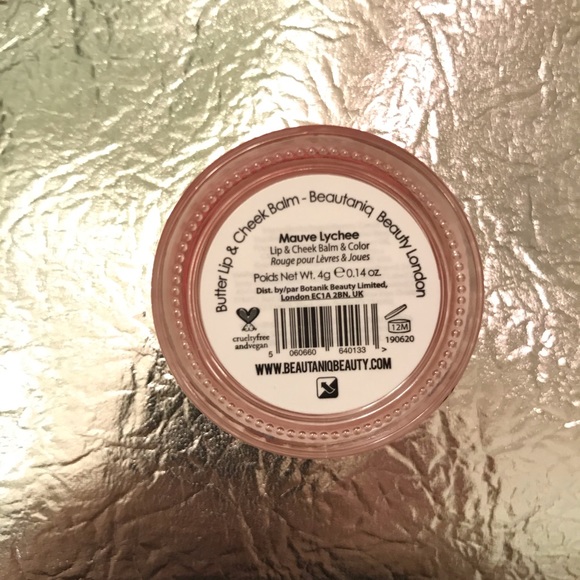 Butter Lip & Cheek Balm - Beautaniq Beauty London
Mauve Lychee
Lip & Cheek Balm & Color
Rouge pour Lèvres & Joues
Poids Net Wt. 4g ℮ 0.14 oz.
Dist. by/par Botanik Beauty Limited,
London EC1A 2BN, UK
crueltyfree
andvegan
12M
190620
5 060660 640133 >
WWW.BEAUTANIQBEAUTY.COM